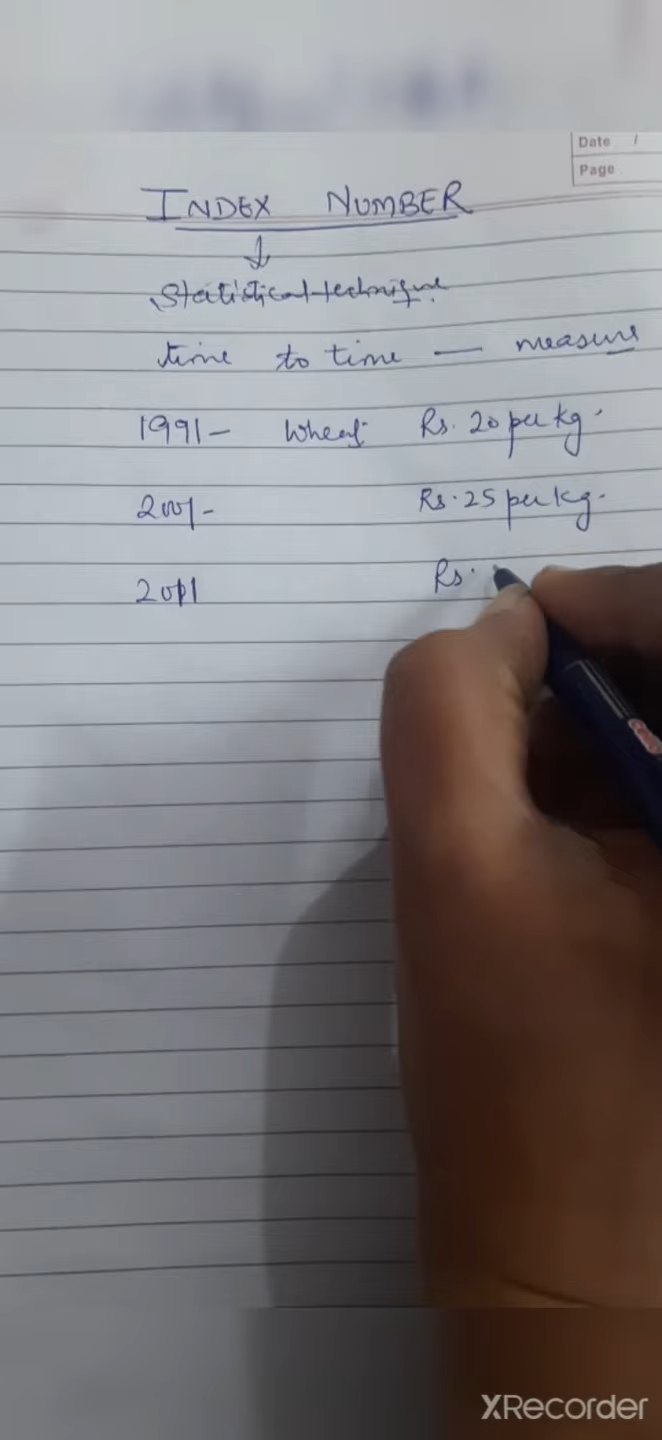 Date /
Page
INDEX NUMBER
↓
Statistical technique
time to time — measure
1991 – Wheat Rs. 20 per kg.
2001 – Rs. 25 per kg.
2011 Rs.
XRecorder